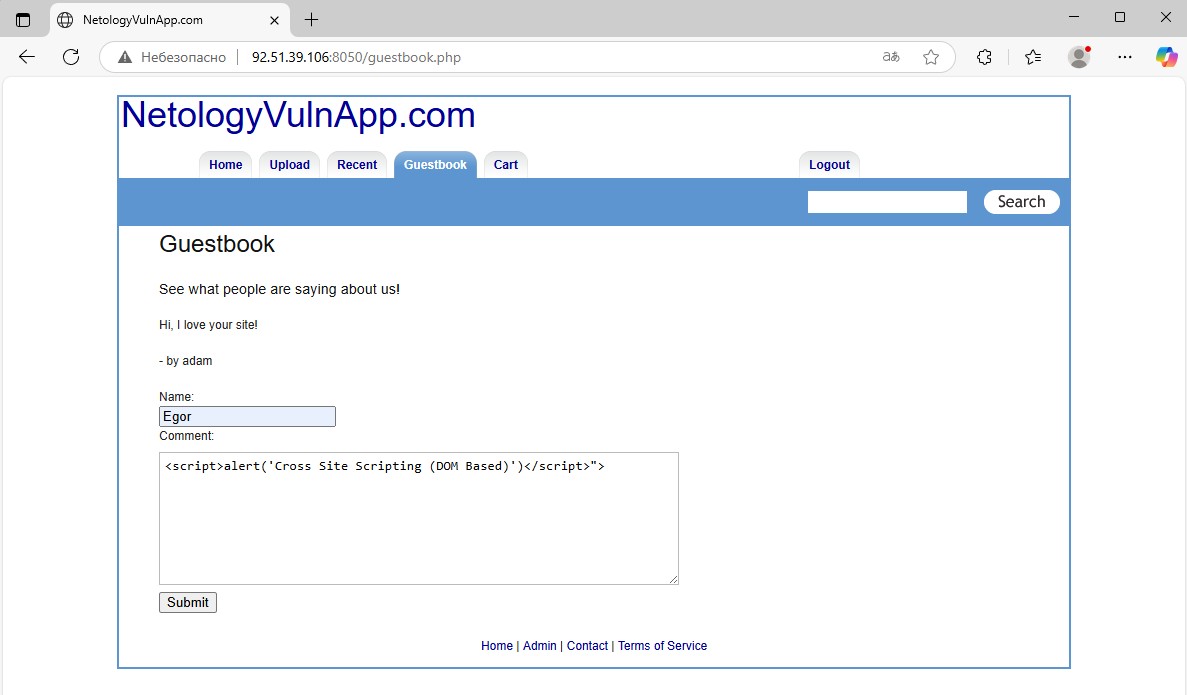 NetologyVulnApp.com
Небезопасно 92.51.39.106:8050/guestbook.php аあ
NetologyVulnApp.com
Home Upload Recent Guestbook Cart Logout
Search
Guestbook
See what people are saying about us!
Hi, I love your site!
- by adam
Name:
Egor
Comment:
<script>alert('Cross Site Scripting (DOM Based)')</script>">
Submit
Home | Admin | Contact | Terms of Service